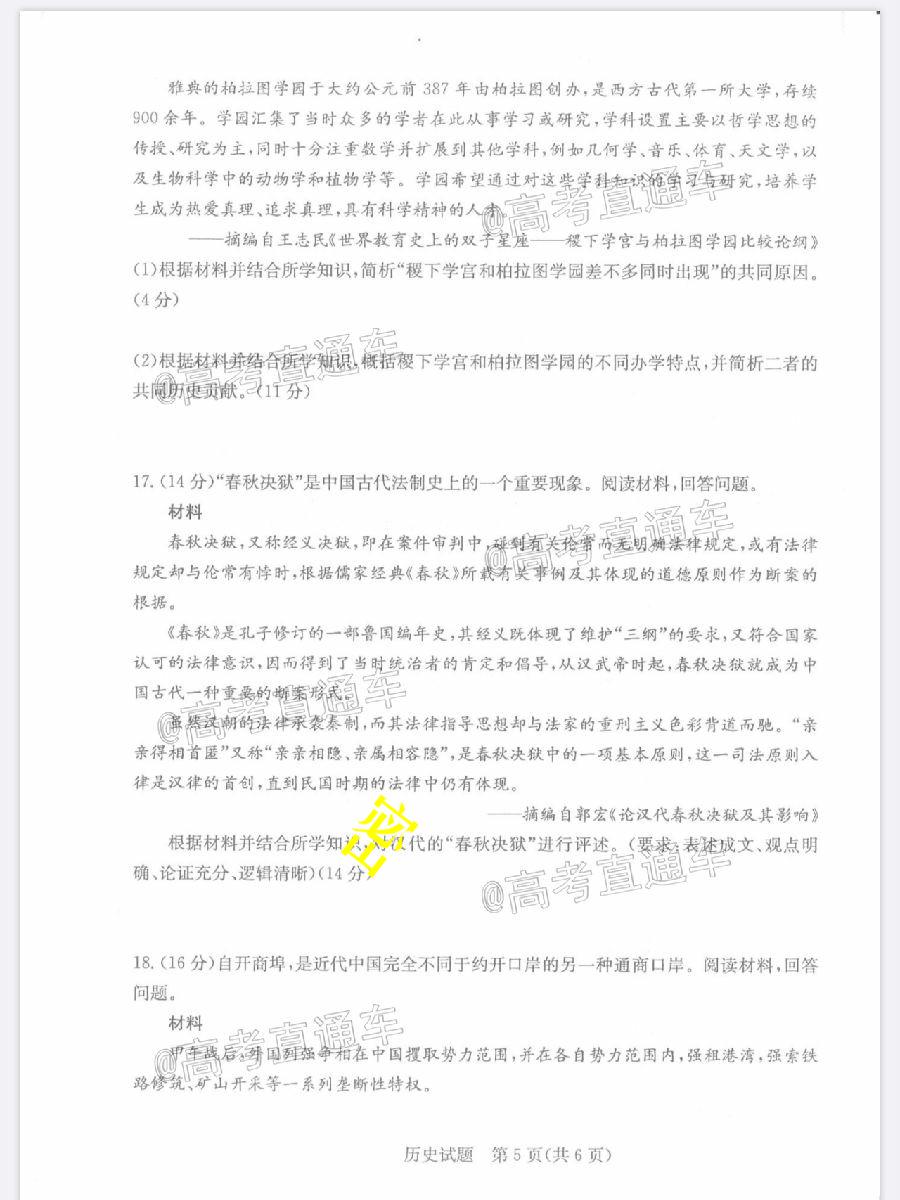 雅典的柏拉图学园于大约公元前 387 年由柏拉图创办,是西方古代第一所大学,存续
900 余年。学园汇集了当时众多的学者在此从事学习或研究,学科设置主要以哲学思想的
传授、研究为主,同时十分注重数学并扩展到其他学科,例如几何学、音乐、体育、天文学,以
及生物科学中的动物学和植物学等。学园希望通过对这些学科知识的学习与研究,培养学
生成为热爱真理、追求真理,具有科学精神的人才。
@高考直通车
——摘编自王志民《世界教育史上的双子星座——稷下学宫与柏拉图学园比较论纲》
(1)根据材料并结合所学知识,简析“稷下学宫和柏拉图学园差不多同时出现”的共同原因。
(4 分)
(2)根据材料并结合所学知识,概括稷下学宫和柏拉图学园的不同办学特点,并简析二者的
共同历史贡献。(11 分)
@高考直通车
17.(14 分)“春秋决狱”是中国古代法制史上的一个重要现象。阅读材料,回答问题。
材料
春秋决狱,又称经义决狱,即在案件审判中,碰到有关伦常而无明确法律规定,或有法律
规定却与伦常有悖时,根据儒家经典《春秋》所载有关事例及其体现的道德原则作为断案的
根据。
@高考直通车
《春秋》是孔子修订的一部鲁国编年史,其经义既体现了维护“三纲”的要求,又符合国家
认可的法律意识,因而得到了当时统治者的肯定和倡导,从汉武帝时起,春秋决狱就成为中
国古代一种重要的断案形式。
@高考直通车
虽然汉朝的法律承袭秦制,而其法律指导思想却与法家的重刑主义色彩背道而驰。“亲
亲得相首匿”又称“亲亲相隐、亲属相容隐”,是春秋决狱中的一项基本原则,这一司法原则入
律是汉律的首创,直到民国时期的法律中仍有体现。
——摘编自郭宏《论汉代春秋决狱及其影响》
根据材料并结合所学知识,对汉代的“春秋决狱”进行评述。(要求:表述成文、观点明
确、论证充分、逻辑清晰)(14 分)
密
@高考直通车
18.(16 分)自开商埠,是近代中国完全不同于约开口岸的另一种通商口岸。阅读材料,回答
问题。
材料
甲午战后,外国列强争相在中国攫取势力范围,并在各自势力范围内,强租港湾,强索铁
路修筑、矿山开采等一系列垄断性特权。
@高考直通车
历史试题 第 5 页(共 6 页)